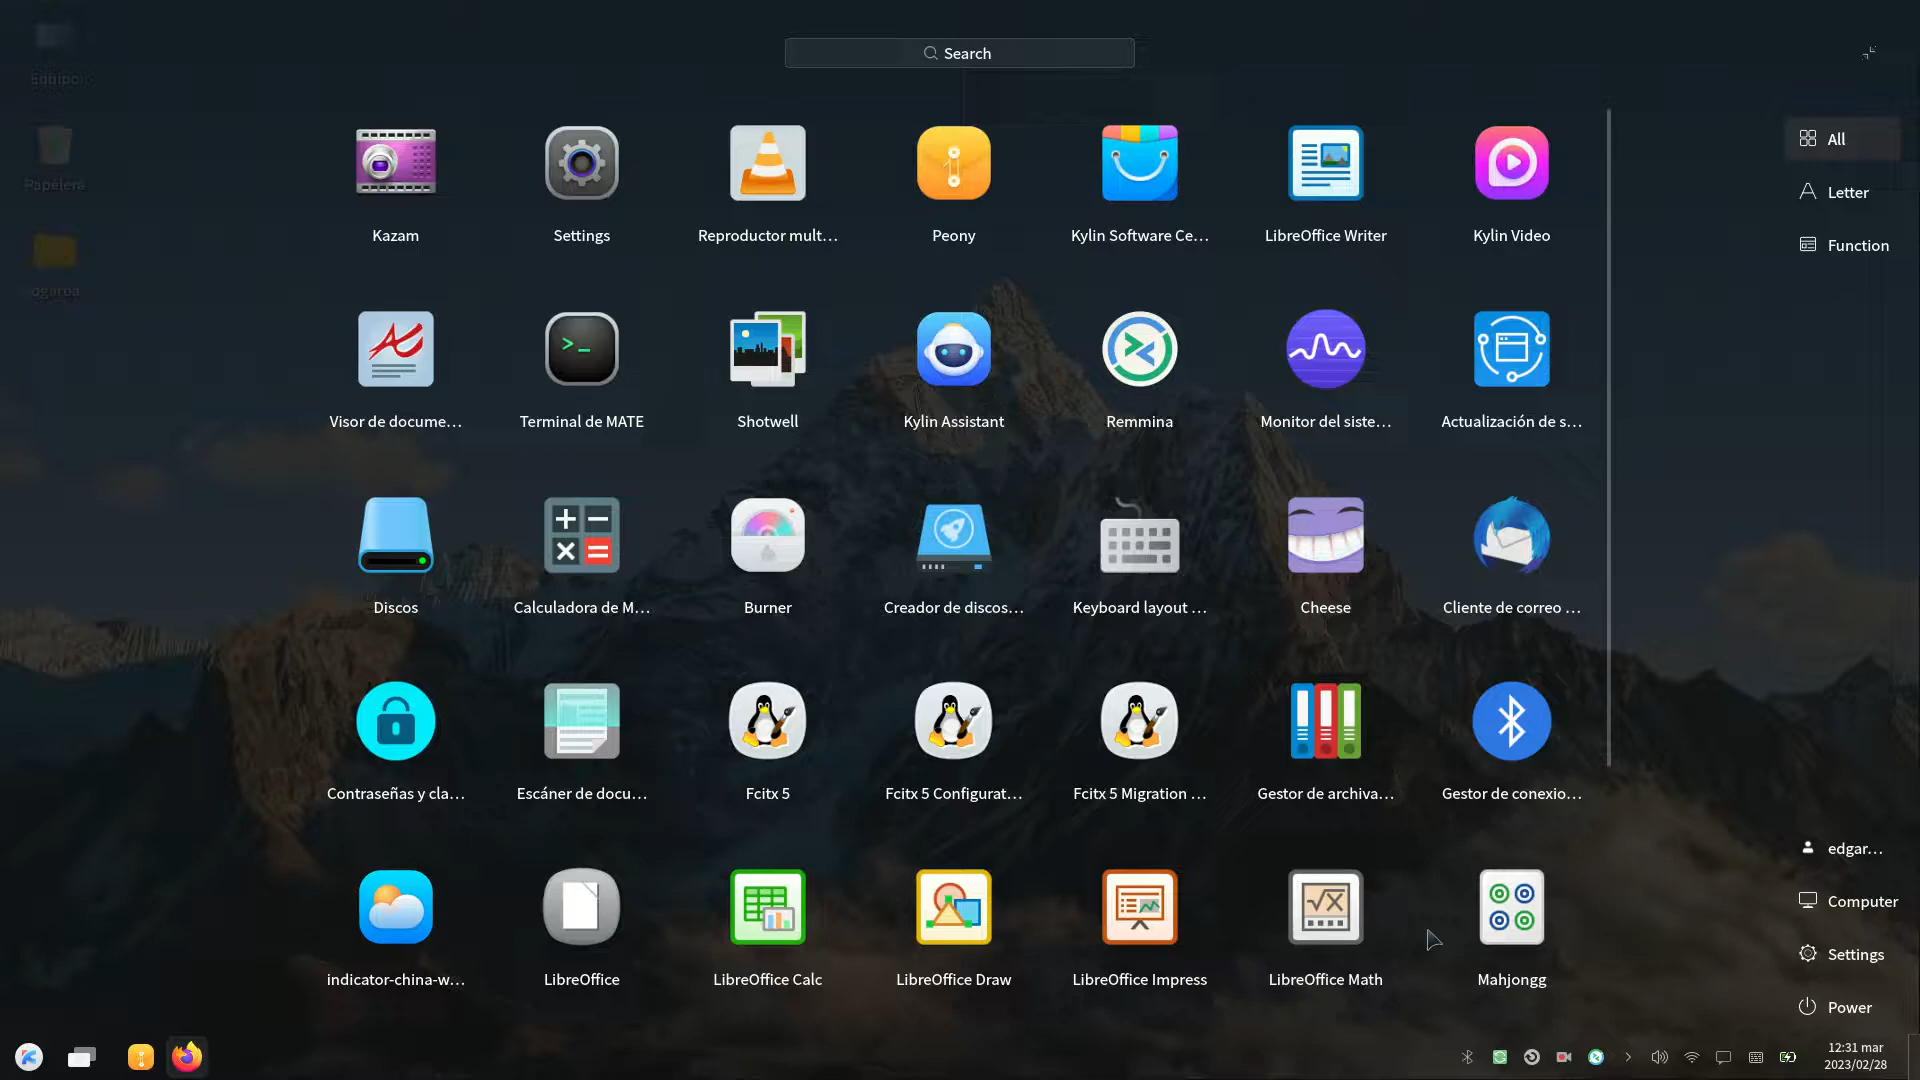 Search
Equipo
Papelera
All
Letter
Function
Kazam
Settings
Reproductor mult…
Peony
Kylin Software Ce…
LibreOffice Writer
Kylin Video
Visor de docume…
Terminal de MATE
Shotwell
Kylin Assistant
Remmina
Monitor del siste…
Actualización de s…
Discos
Calculadora de M…
Burner
Creador de discos…
Keyboard layout …
Cheese
Cliente de correo …
Contraseñas y cla…
Escáner de docu…
Fcitx 5
Fcitx 5 Configurat…
Fcitx 5 Migration …
Gestor de archiva…
Gestor de conexio…
indicator-china-w…
LibreOffice
LibreOffice Calc
LibreOffice Draw
LibreOffice Impress
LibreOffice Math
Mahjongg
edgar…
Computer
Settings
Power
12:31 mar
2023/02/28